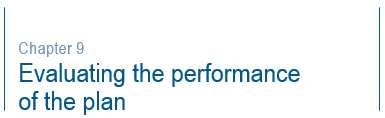 Chapter 9
Evaluating the performance
of the plan